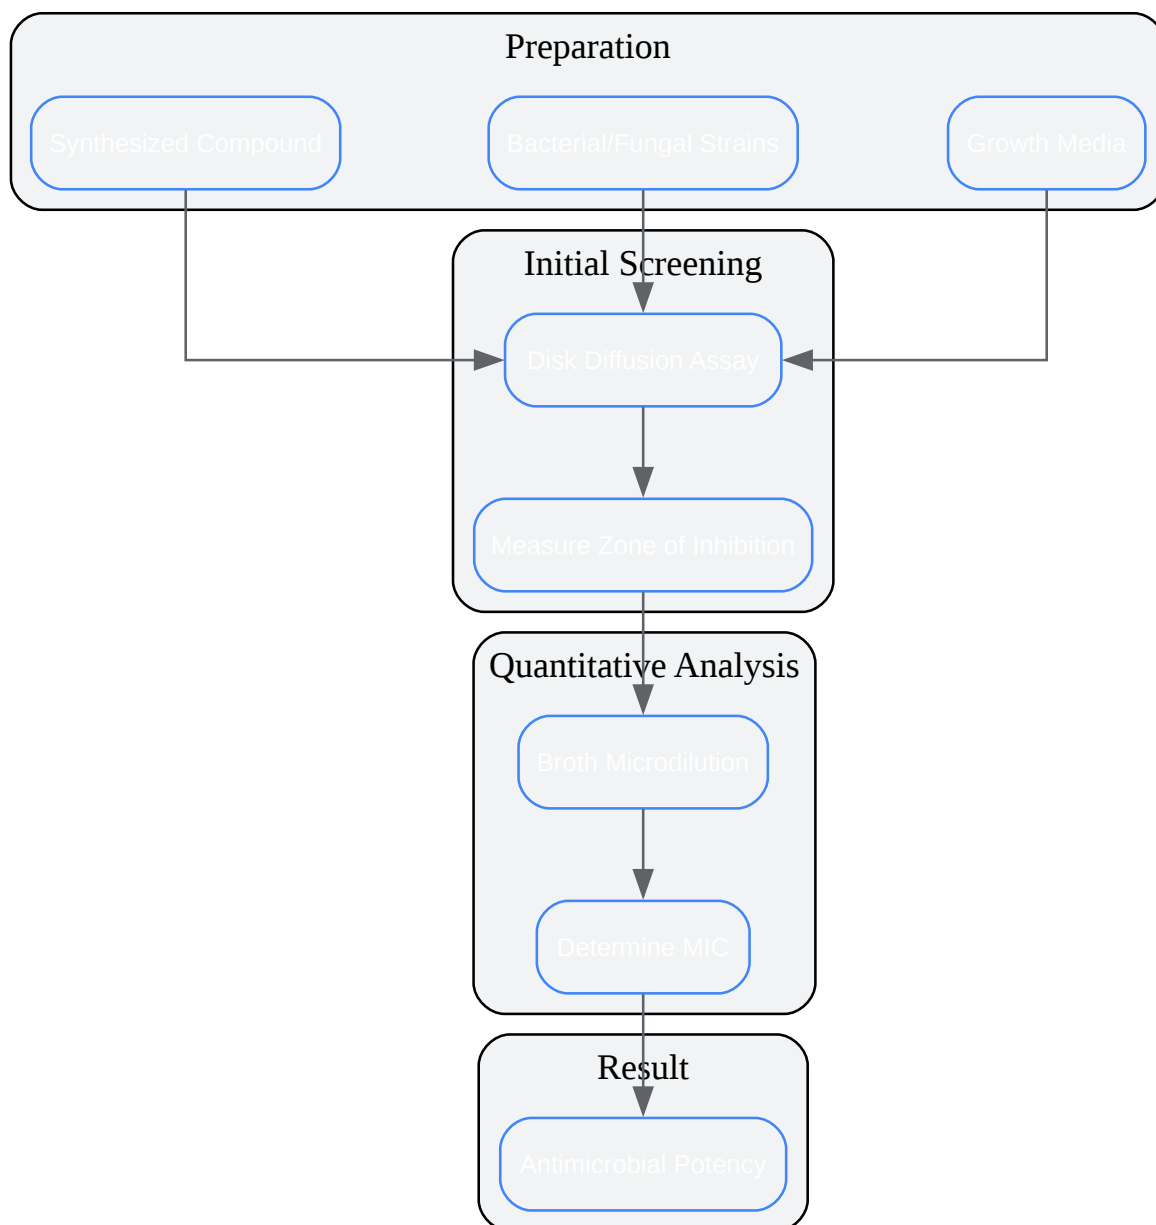 Preparation
Synthesized Compound
Bacterial/Fungal Strains
Growth Media
Initial Screening
Disk Diffusion Assay
Measure Zone of Inhibition
Quantitative Analysis
Broth Microdilution
Determine MIC
Result
Antimicrobial Potency